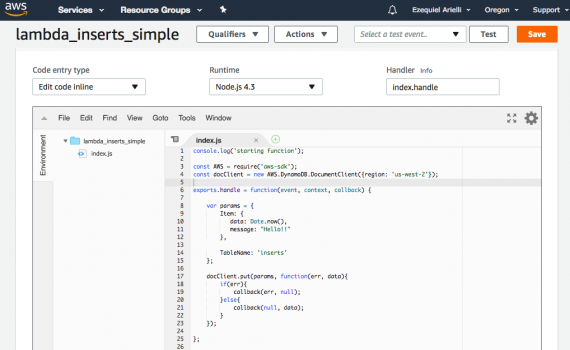 aws
Services Resource Groups Ezequiel Arielli Oregon Support
lambda_inserts_simple Qualifiers Actions Select a test event.. Test Save
Code entry type Runtime Handler Info
Edit code inline Node.js 4.3 index.handle
File Edit Find View Goto Tools Window
Environment
lambda_inserts_simple
index.js
index.js
1 console.log('starting function');
2
3 const AWS = require("aws-sdk");
4 const docClient = new AWS.DynamoDB.DocumentClient({region: 'us-west-2'});
5
6 exports.handle = function(event, context, callback) {
7
8 var params = {
9 Item: {
10 data: Date.now(),
11 message: "Hello!!"
12 },
13
14 TableName: 'inserts'
15 };
16
17 docClient.put(params, function(err, data){
18 if(err){
19 callback(err, null);
20 }else{
21 callback(null, data);
22 }
23 });
24
25 };
26